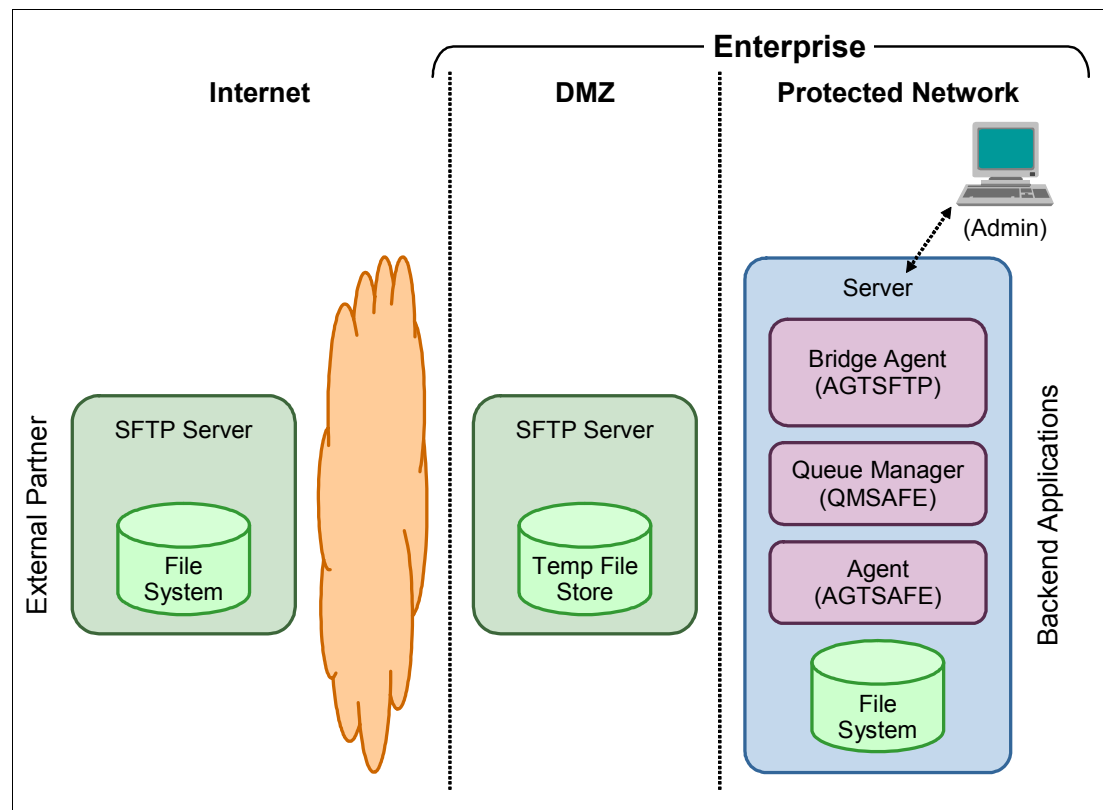 Enterprise
Internet
DMZ
Protected Network
(Admin)
External Partner
SFTP Server
File
System
SFTP Server
Temp File
Store
Server
Bridge Agent
(AGTSFTP)
Queue Manager
(QMSAFE)
Agent
(AGTSAFE)
File
System
Backend Applications